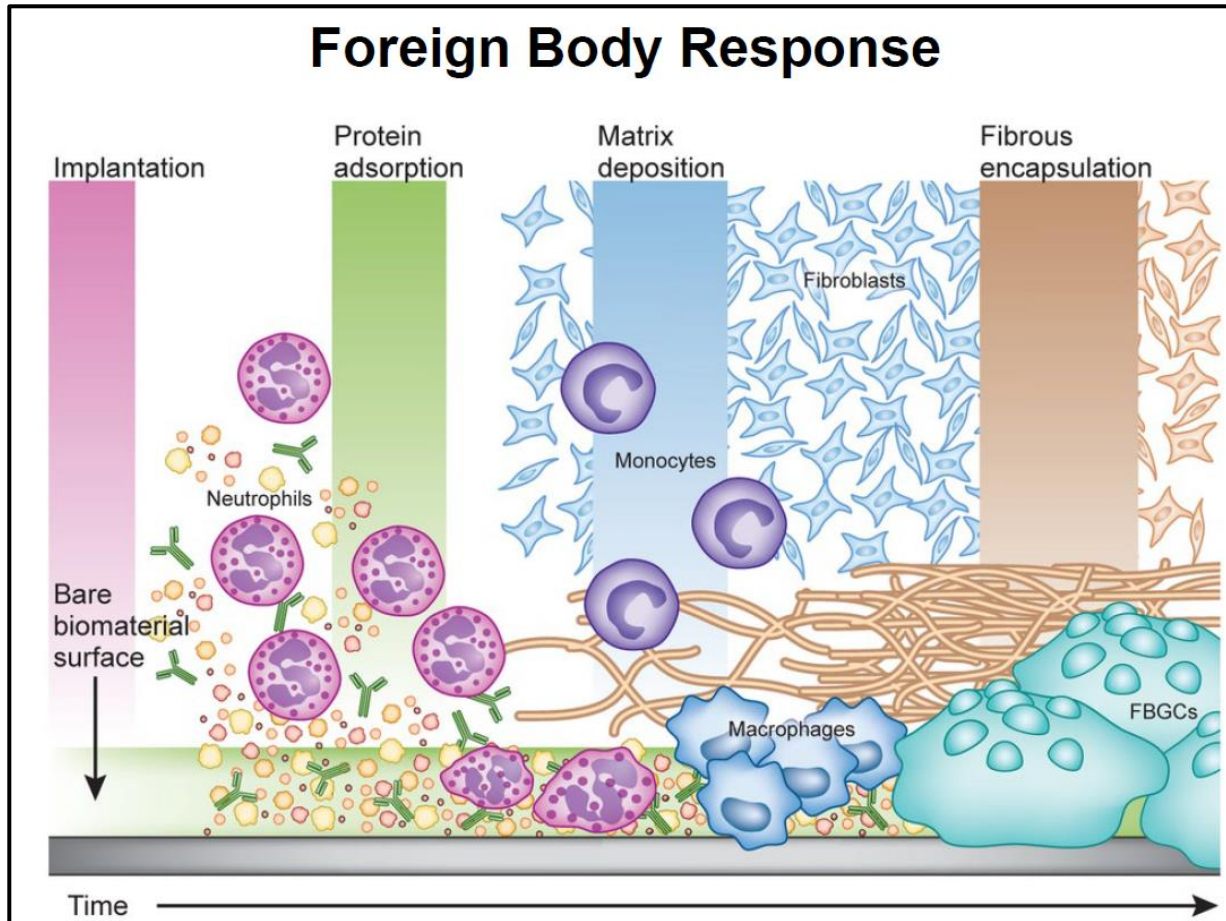 Foreign Body Response
Implantation
Protein
adsorption
Matrix
deposition
Fibrous
encapsulation
Fibroblasts
Monocytes
Neutrophils
Bare
biomaterial
surface
Macrophages
FBGCs
Time